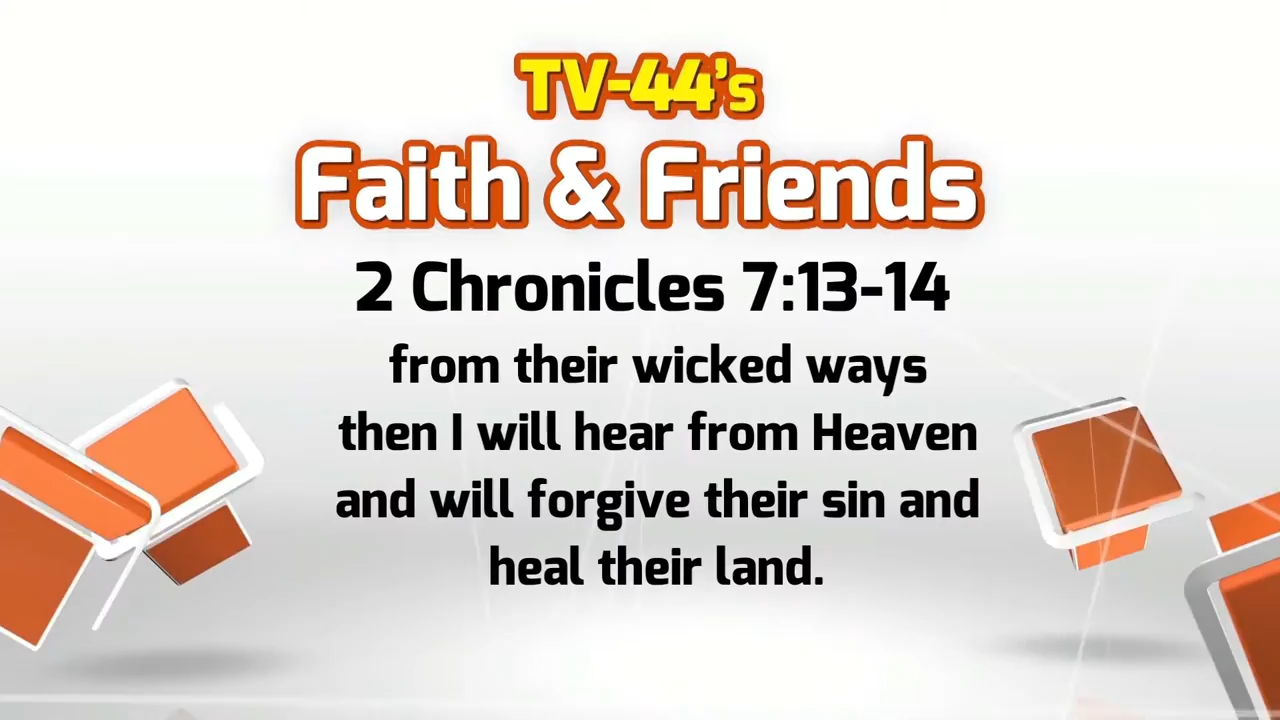 TV-44's
Faith & Friends
2 Chronicles 7:13-14
from their wicked ways
then I will hear from Heaven
and will forgive their sin and
heal their land.